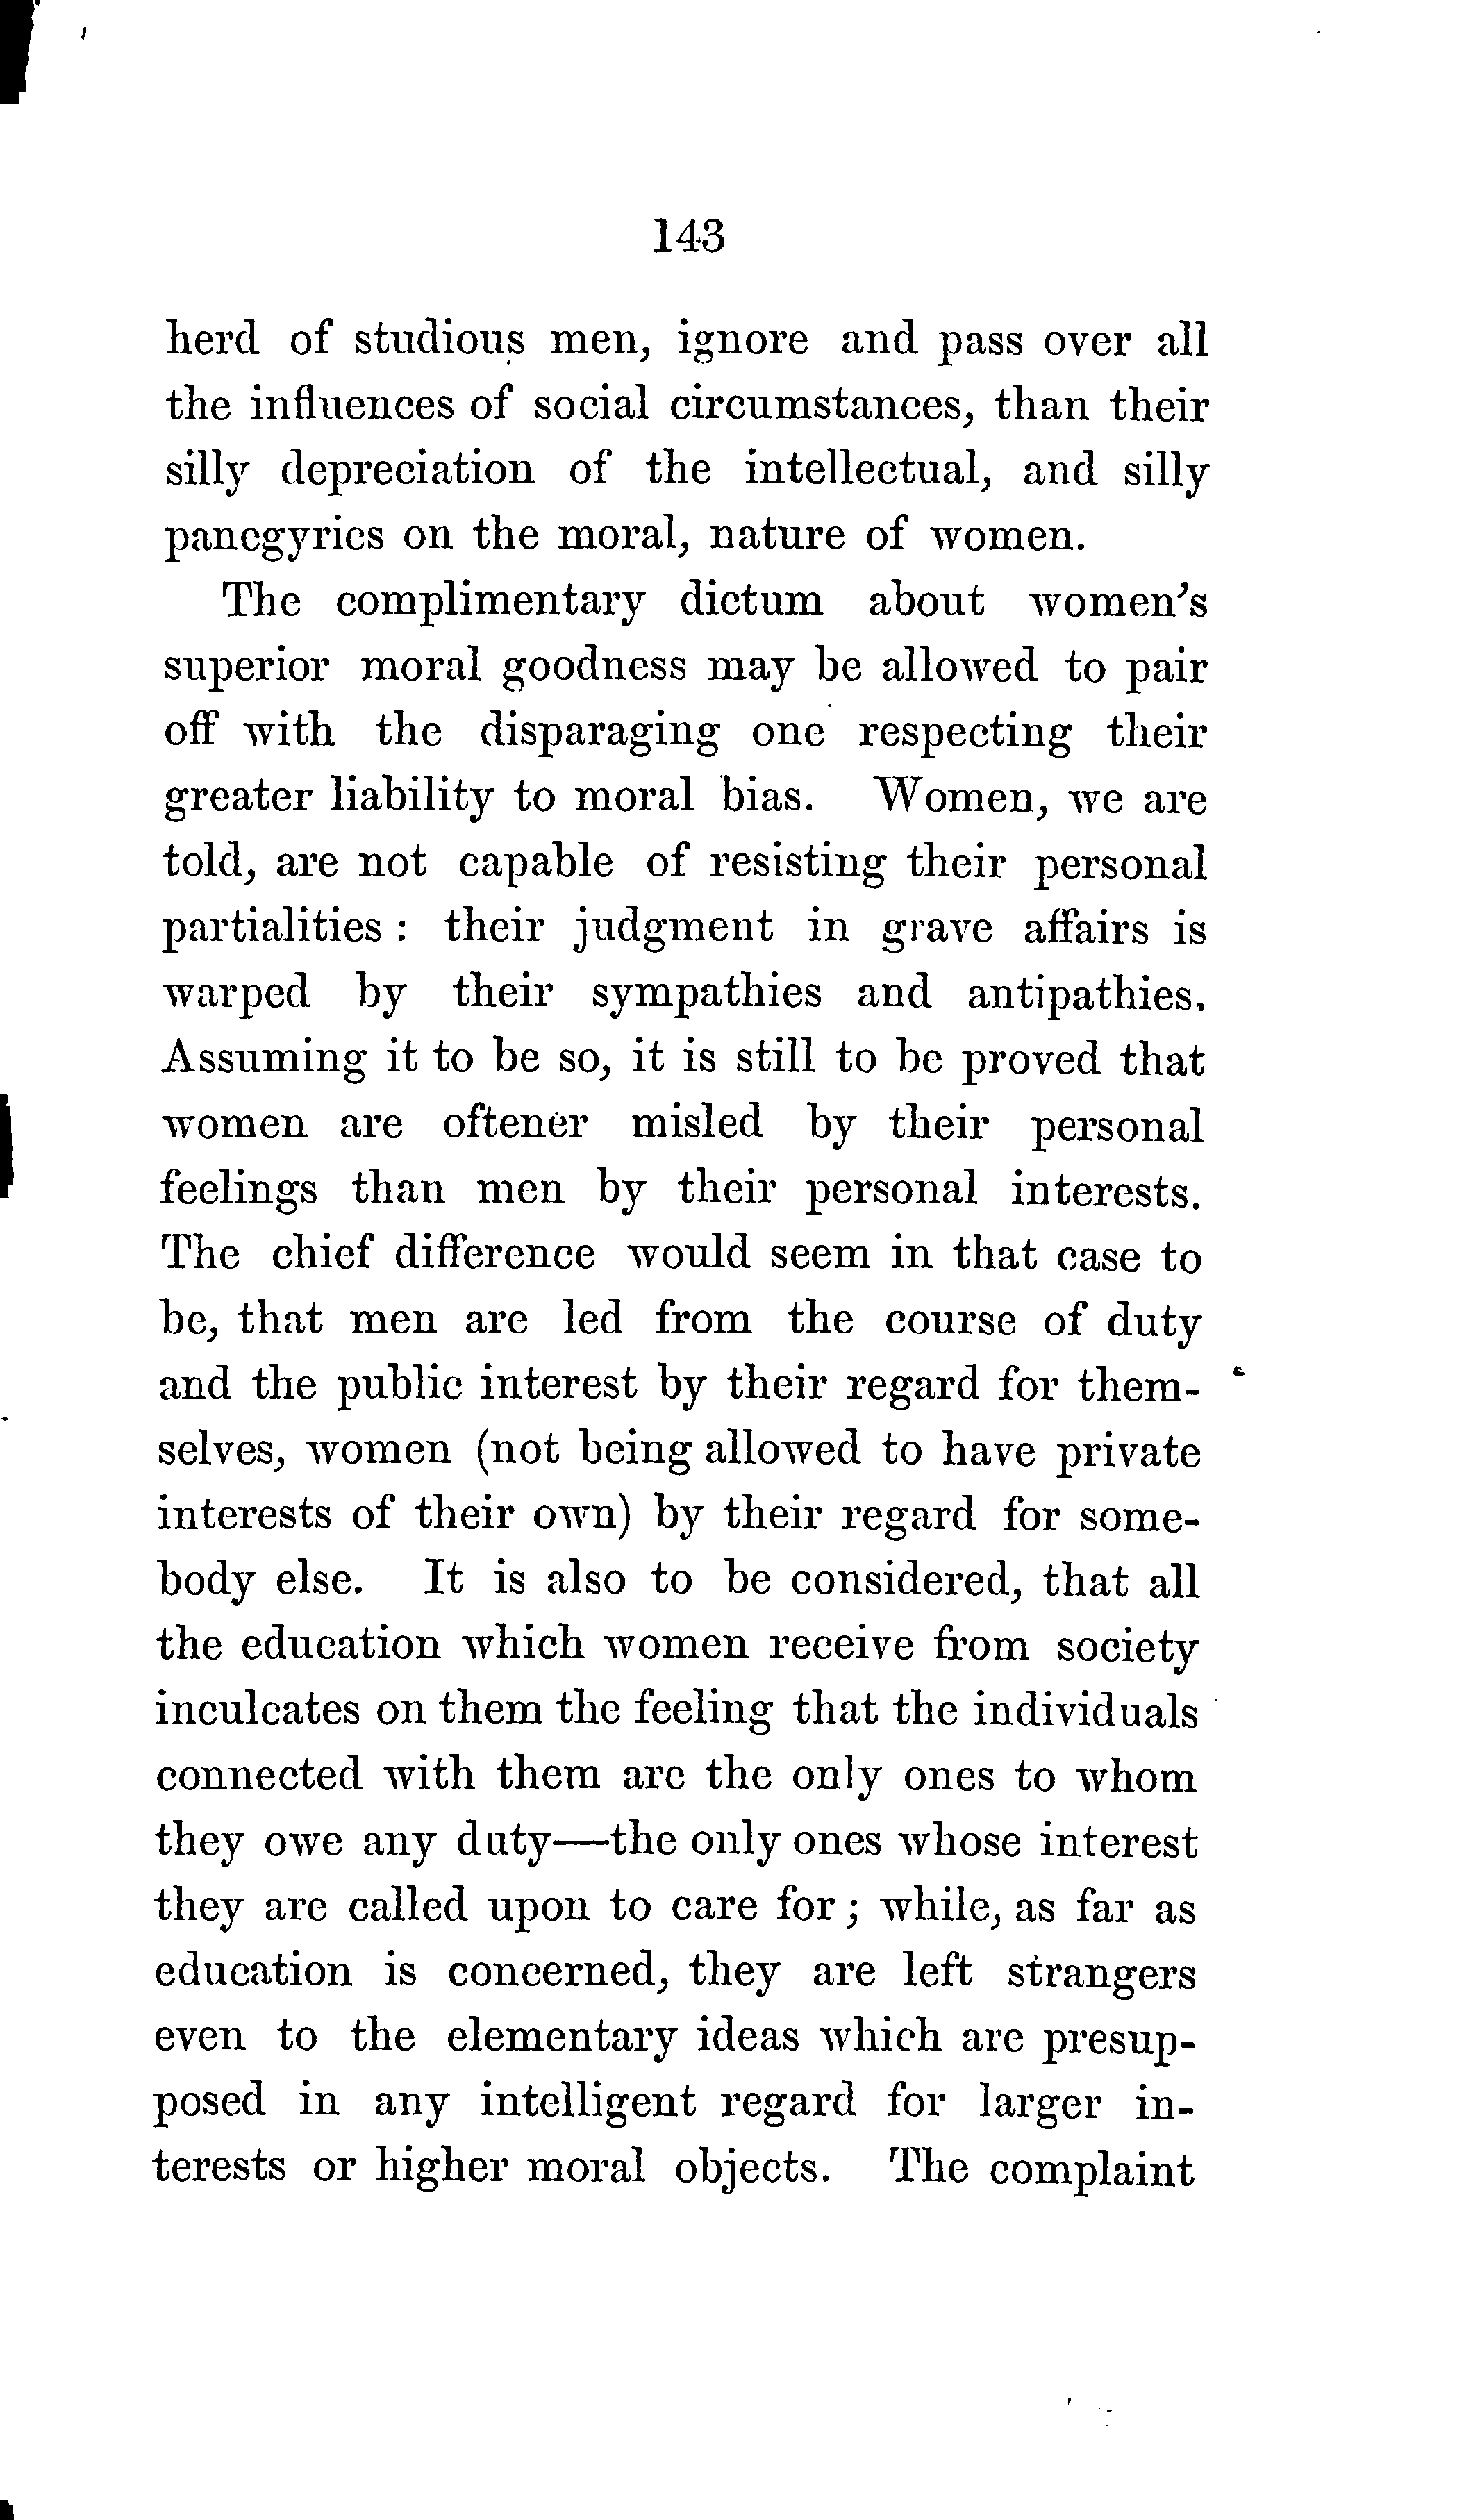 143
herd of studious men, ignore and pass over all
the influences of social circumstances, than their
silly depreciation of the intellectual, and silly
panegyrics on the moral, nature of women.
The complimentary dictum about women's
superior moral goodness may be allowed to pair
off with the disparaging one respecting their
greater liability to moral bias. Women, we are
told, are not capable of resisting their personal
partialities : their judgment in grave affairs is
warped by their sympathies and antipathies.
Assuming it to be so, it is still to be proved that
women are oftener misled by their personal
feelings than men by their personal interests.
The chief difference would seem in that case to
be, that men are led from the course of duty
and the public interest by their regard for them-
selves, women (not being allowed to have private
interests of their own) by their regard for some-
body else. It is also to be considered, that all
the education which women receive from society
inculcates on them the feeling that the individuals
connected with them are the only ones to whom
they owe any duty—the only ones whose interest
they are called upon to care for ; while, as far as
education is concerned, they are left strangers
even to the elementary ideas which are presup-
posed in any intelligent regard for larger in-
terests or higher moral objects. The complaint